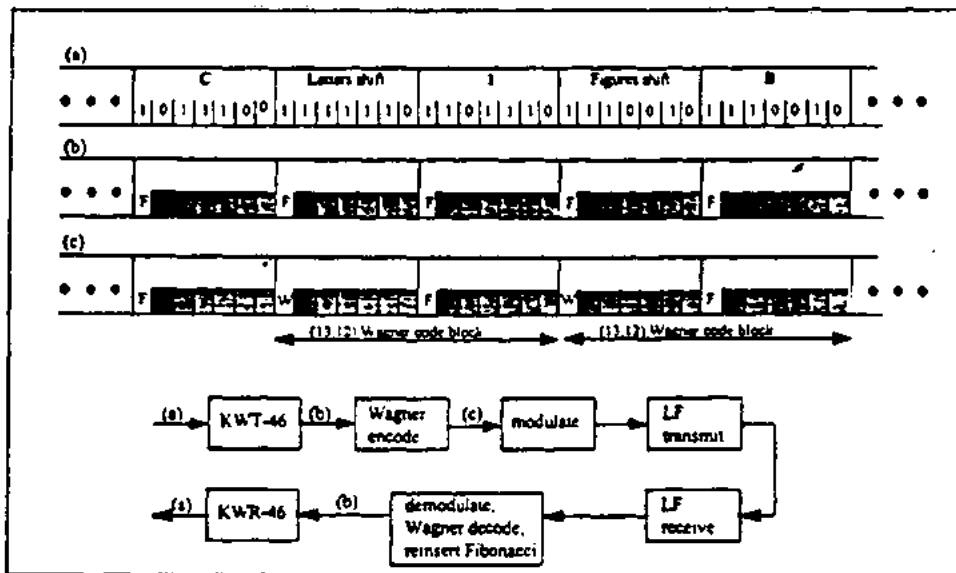 (a)
C Letters shift 1 Figures shift B
1 0 1 1 1 0 0 1 1 1 1 1 1 0 1 1 0 1 1 1 0 1 1 1 0 0 1 0 1 1 1 0 0 1 0
(b)
F F F F F
(c)
F W F W F
(13,12) Wagner code block (13,12) Wagner code block
(a) KWT-46 (b) Wagner encode (c) modulate LF transmit
(a) KWR-46 (b) demodulate, Wagner decode, reinsert Fibonacci LF receive